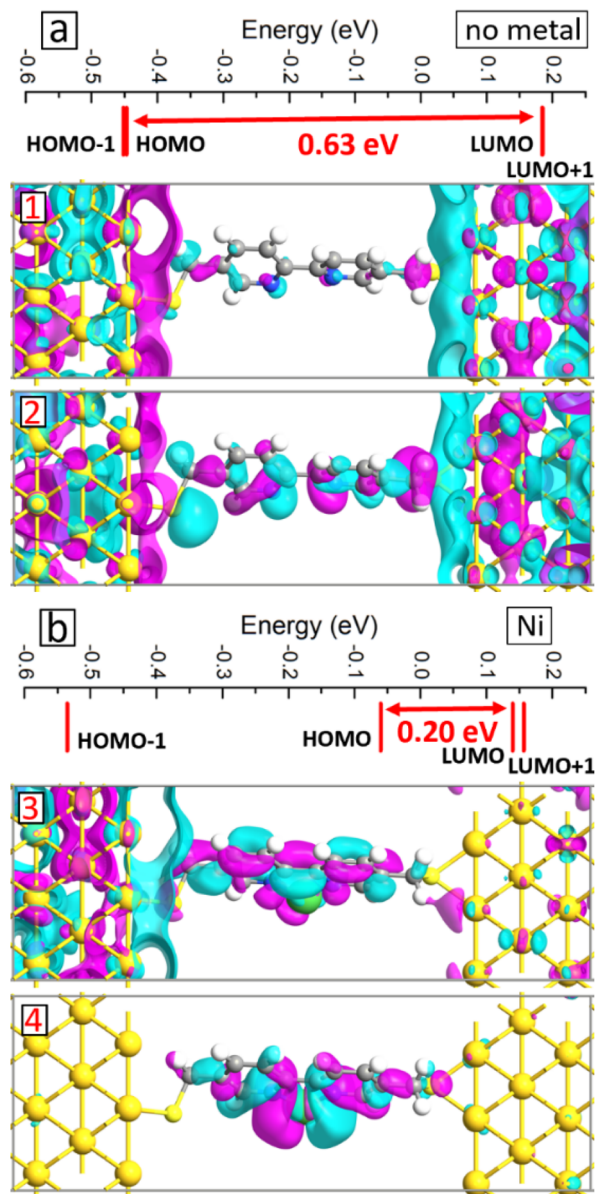 a
Energy (eV)
no metal
-0.6 -0.5 -0.4 -0.3 -0.2 -0.1 0.0 0.1 0.2
HOMO-1 HOMO 0.63 eV LUMO
LUMO+1
1
2
b
Energy (eV)
Ni
-0.6 -0.5 -0.4 -0.3 -0.2 -0.1 0.0 0.1 0.2
HOMO-1 HOMO 0.20 eV LUMO
LUMO+1
3
4